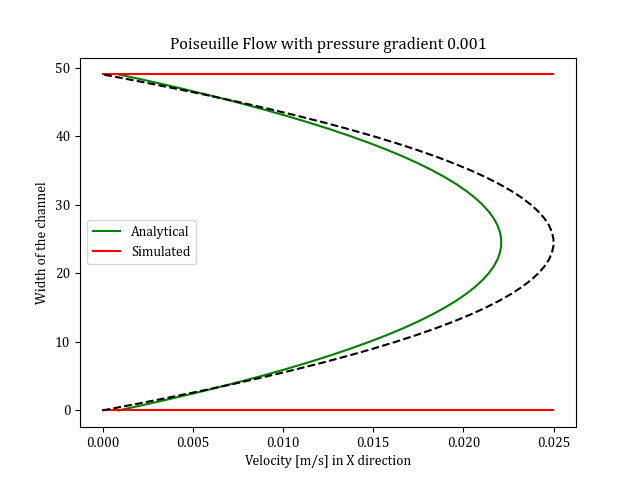 Poiseuille Flow with pressure gradient 0.001
50
40
30
20
10
0
Width of the channel
Analytical
Simulated
0.000 0.005 0.010 0.015 0.020 0.025
Velocity [m/s] in X direction